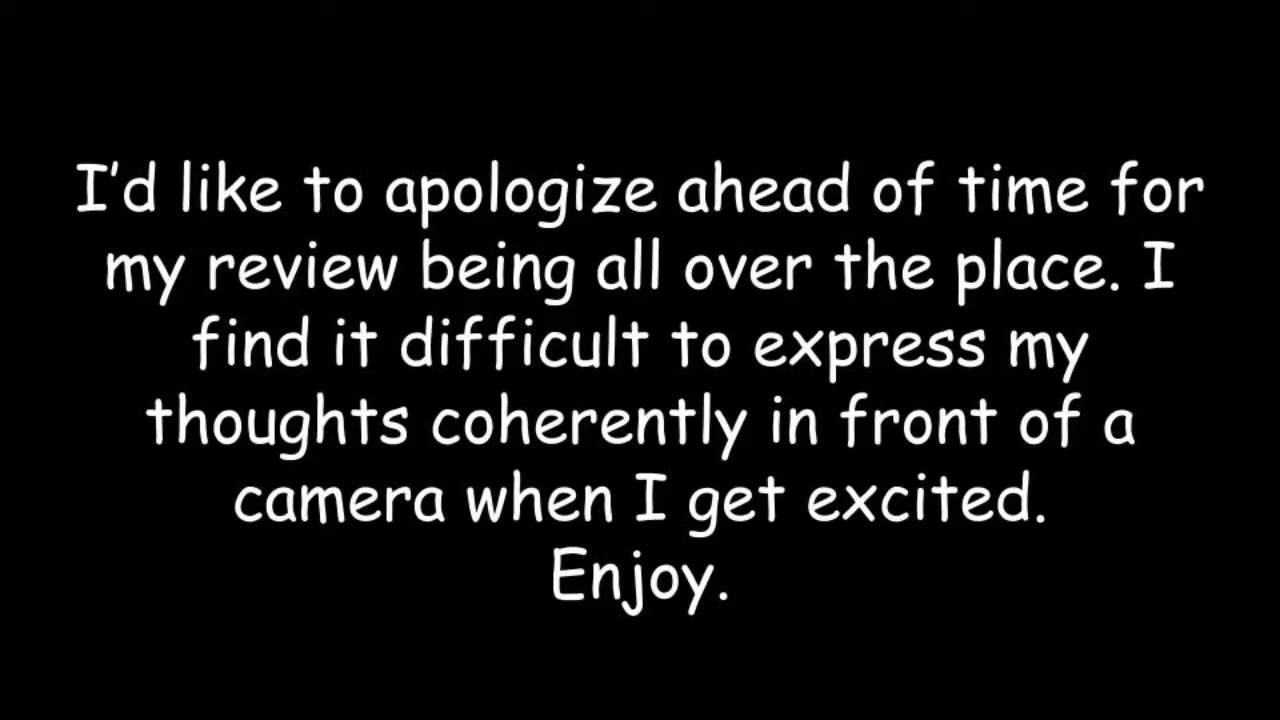 I'd like to apologize ahead of time for
my review being all over the place. I
find it difficult to express my
thoughts coherently in front of a
camera when I get excited.
Enjoy.